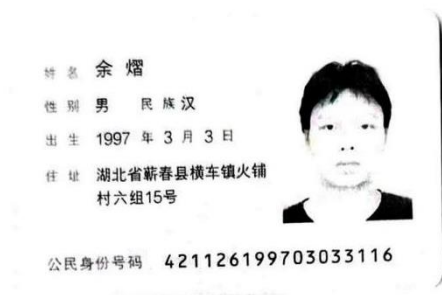 姓名 余熠
性别 男 民族 汉
出生 1997 年 3 月 3 日
住址 湖北省蕲春县横车镇火铺
村六组15号
公民身份号码 421126199703033116